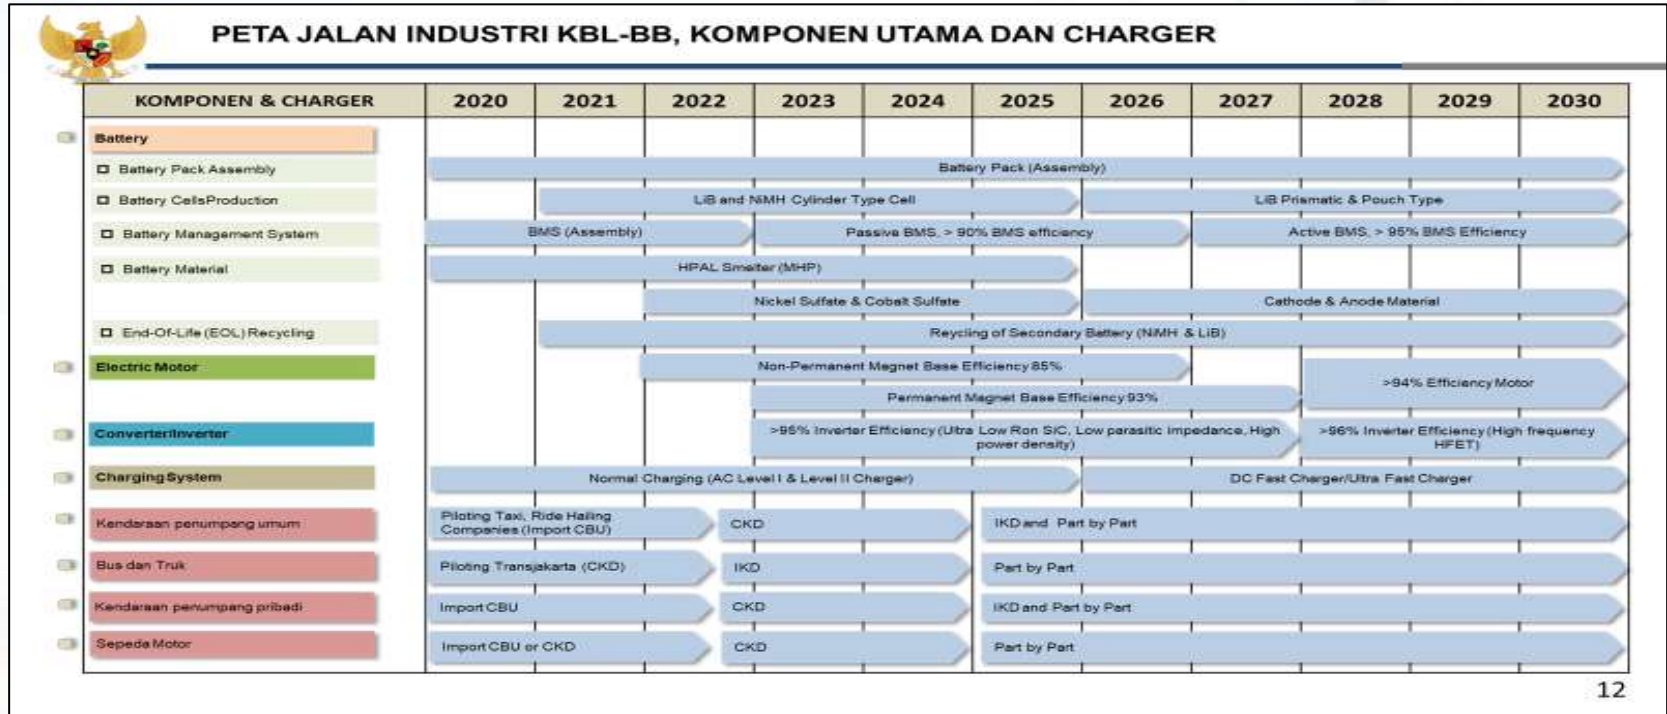 PETA JALAN INDUSTRI KBL-BB, KOMPONEN UTAMA DAN CHARGER
KOMPONEN & CHARGER 2020 2021 2022 2023 2024 2025 2026 2027 2028 2029 2030
Battery
Battery Pack Assembly
Battery Pack (Assembly)
Battery CellsProduction
LiB and NiMH Cylinder Type Cell
LiB Prismatic & Pouch Type
Battery Management System
BMS (Assembly)
Passive BMS, > 90% BMS efficiency
Active BMS, > 95% BMS Efficiency
Battery Material
HPAL Smelter (MHP)
Nickel Sulfate & Cobalt Sulfate
Cathode & Anode Material
End-Of-Life (EOL) Recycling
Reycling of Secondary Battery (NiMH & LiB)
Electric Motor
Non-Permanent Magnet Base Efficiency 85%
>94% Efficiency Motor
Permanent Magnet Base Efficiency 93%
Converter/Inverter
>95% Inverter Efficiency (Ultra Low Ron SiC, Low parasitic impedance, High
power density)
>96% Inverter Efficiency (High frequency
HFET)
Charging System
Normal Charging (AC Level I & Level II Charger)
DC Fast Charger/Ultra Fast Charger
Kendaraan penumpang umum
Piloting Taxi, Ride Hailing
Companies (Import CBU)
CKD
IKD and Part by Part
Bus dan Truk
Piloting Transjakarta (CKD)
IKD
Part by Part
Kendaraan penumpang pribadi
Import CBU
CKD
IKD and Part by Part
Sepeda Motor
Import CBU or CKD
CKD
Part by Part
12